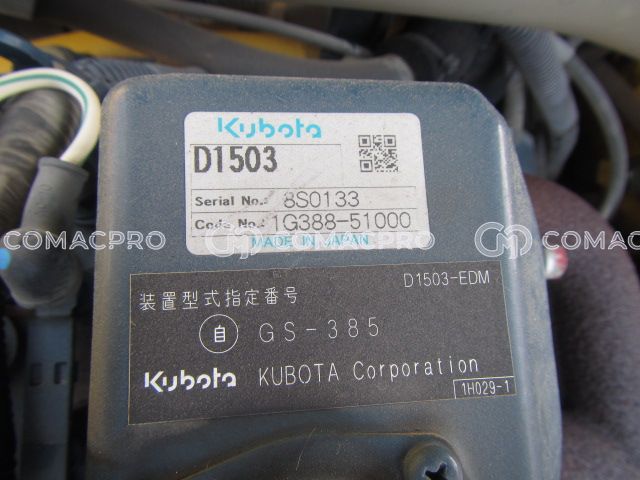 Kubota
D1503
Serial No.: 8S0133
Code No.: 1G388-51000
MADE IN JAPAN
装置型式指定番号
D1503-EDM
自 GS-385
Kubota KUBOTA Corporation
1H029-1
COMACPRO
COMACPRO
COMACPRO